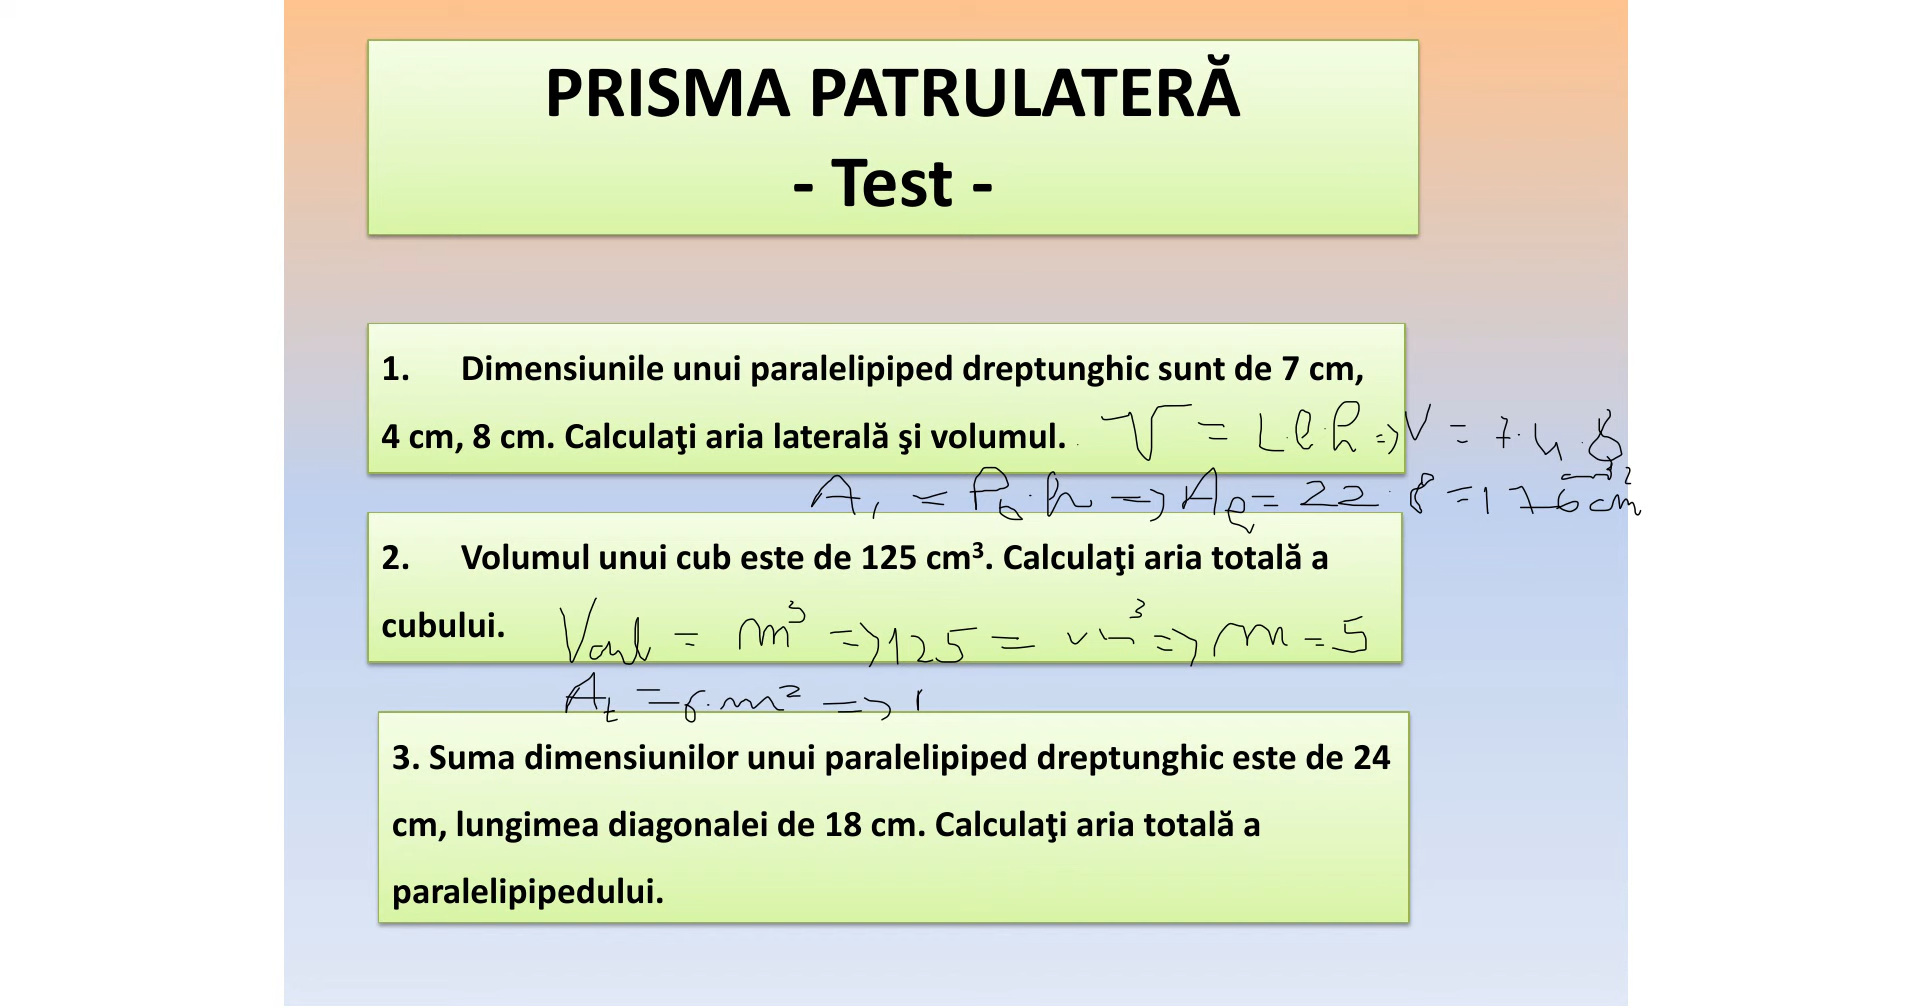 PRISMA PATRULATERĂ
- Test -
1. Dimensiunile unui paralelipiped dreptunghic sunt de 7 cm,
4 cm, 8 cm. Calculaţi aria laterală şi volumul. V = L·l·h => V = 7·4·8
A = Pb·h => Al = 22·8 = 176 cm²
2. Volumul unui cub este de 125 cm³. Calculaţi aria totală a
cubului. = m³ => 125 = m³ => m = 5
At = 6·m² =>
3. Suma dimensiunilor unui paralelipiped dreptunghic este de 24
cm, lungimea diagonalei de 18 cm. Calculaţi aria totală a
paralelipipedului.